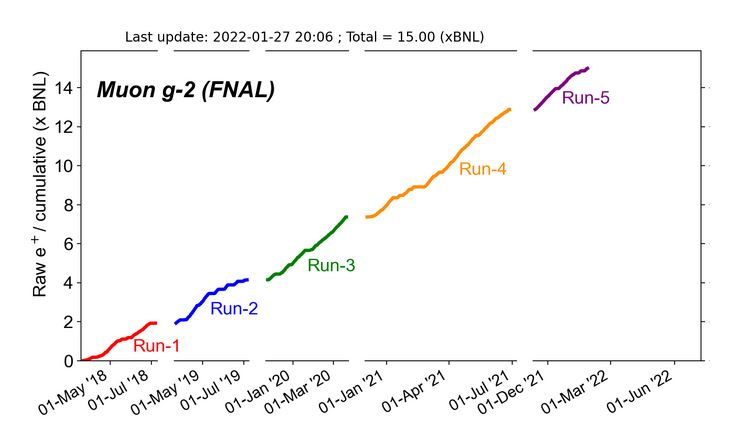 Last update: 2022-01-27 20:06 ; Total = 15.00 (xBNL)
Raw e+ / cumulative (x BNL)
14
12
10
8
6
4
2
0
Muon g-2 (FNAL)
Run-5
Run-4
Run-3
Run-2
Run-1
01-May '18
01-Jul '18
01-May '19
01-Jul '19
01-Jan '20
01-Mar '20
01-Jan '21
01-Apr '21
01-Jul '21
01-Dec '21
01-Mar '22
01-Jun '22